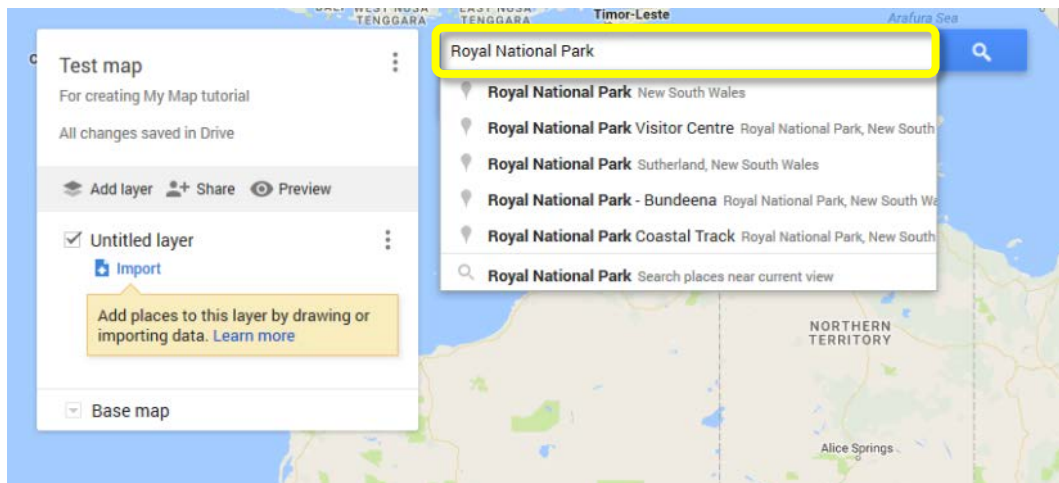 TENGGARA
TENGGARA
Timor-Leste
Arafura Sea
Test map
For creating My Map tutorial
All changes saved in Drive
Add layer Share Preview
Untitled layer
Import
Add places to this layer by drawing or
importing data. Learn more
Base map
Royal National Park
Royal National Park New South Wales
Royal National Park Visitor Centre Royal National Park, New South
Royal National Park Sutherland, New South Wales
Royal National Park - Bundeena Royal National Park, New South Wa
Royal National Park Coastal Track Royal National Park, New South
Royal National Park Search places near current view
NORTHERN
TERRITORY
Alice Springs